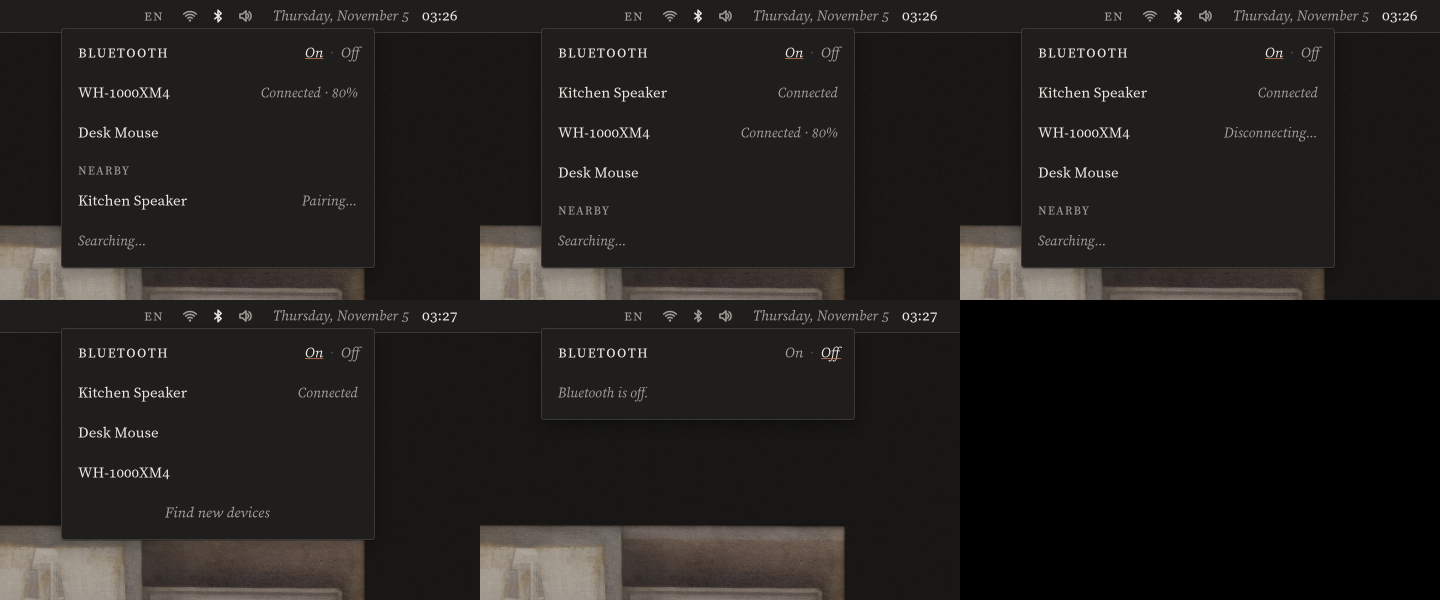 EN Thursday, November 5 03:26
BLUETOOTH On · Off
WH-1000XM4 Connected · 80%
Desk Mouse
NEARBY
Kitchen Speaker Pairing...
Searching...
EN Thursday, November 5 03:26
BLUETOOTH On · Off
Kitchen Speaker Connected
WH-1000XM4 Connected · 80%
Desk Mouse
NEARBY
Searching...
EN Thursday, November 5 03:26
BLUETOOTH On · Off
Kitchen Speaker Connected
WH-1000XM4 Disconnecting...
Desk Mouse
NEARBY
Searching...
EN Thursday, November 5 03:27
BLUETOOTH On · Off
Kitchen Speaker Connected
Desk Mouse
WH-1000XM4
Find new devices
EN Thursday, November 5 03:27
BLUETOOTH On · Off
Bluetooth is off.